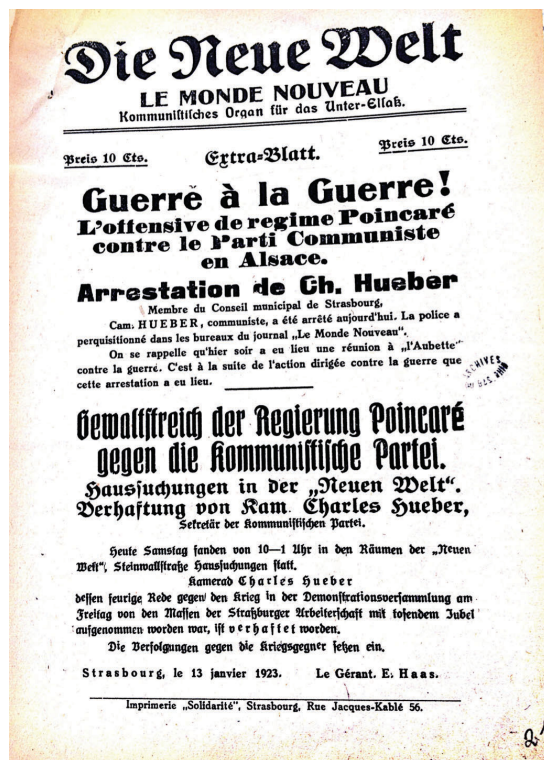 Die Neue Welt
LE MONDE NOUVEAU
Kommunistisches Organ für das Unter-Elsaß.
Preis 10 Cts.
Extra-Blatt.
Preis 10 Cts.
Guerre à la Guerre!
L'offensive de regime Poincaré
contre le Parti Communiste
en Alsace.
Arrestation de Ch. Hueber
Membre du Conseil municipal de Strasbourg,
Cam. HUEBER, communiste, a été arrêté aujourd'hui. La police a
perquisitionné dans les bureaux du journal „Le Monde Nouveau".
On se rappelle qu'hier soir a eu lieu une réunion à „l'Aubette"
contre la guerre. C'est à la suite de l'action dirigée contre la guerre que
cette arrestation a eu lieu.
ARCHIVES
Gewaltstreich der Regierung Poincaré
gegen die Kommunistische Partei.
Haussuchungen in der „Neuen Welt".
Verhaftung von Kam. Charles Hueber,
Sekretär der Kommunistischen Partei.
Heute Samstag fanden von 10—1 Uhr in den Räumen der „Neuen
Welt", Steinwallstraße Haussuchungen statt.
Kamerad Charles Hueber
dessen feurige Rede gegen den Krieg in der Demonstrationsversammlung am
Freitag von den Massen der Straßburger Arbeiterschaft mit tosendem Jubel
aufgenommen worden war, ist verhaftet worden.
Die Verfolgungen gegen die Kriegsgegner setzen ein.
Strasbourg, le 13 janvier 1923. Le Gérant. E. Haas.
Imprimerie „Solidarité", Strasbourg, Rue Jacques-Kablé 56.